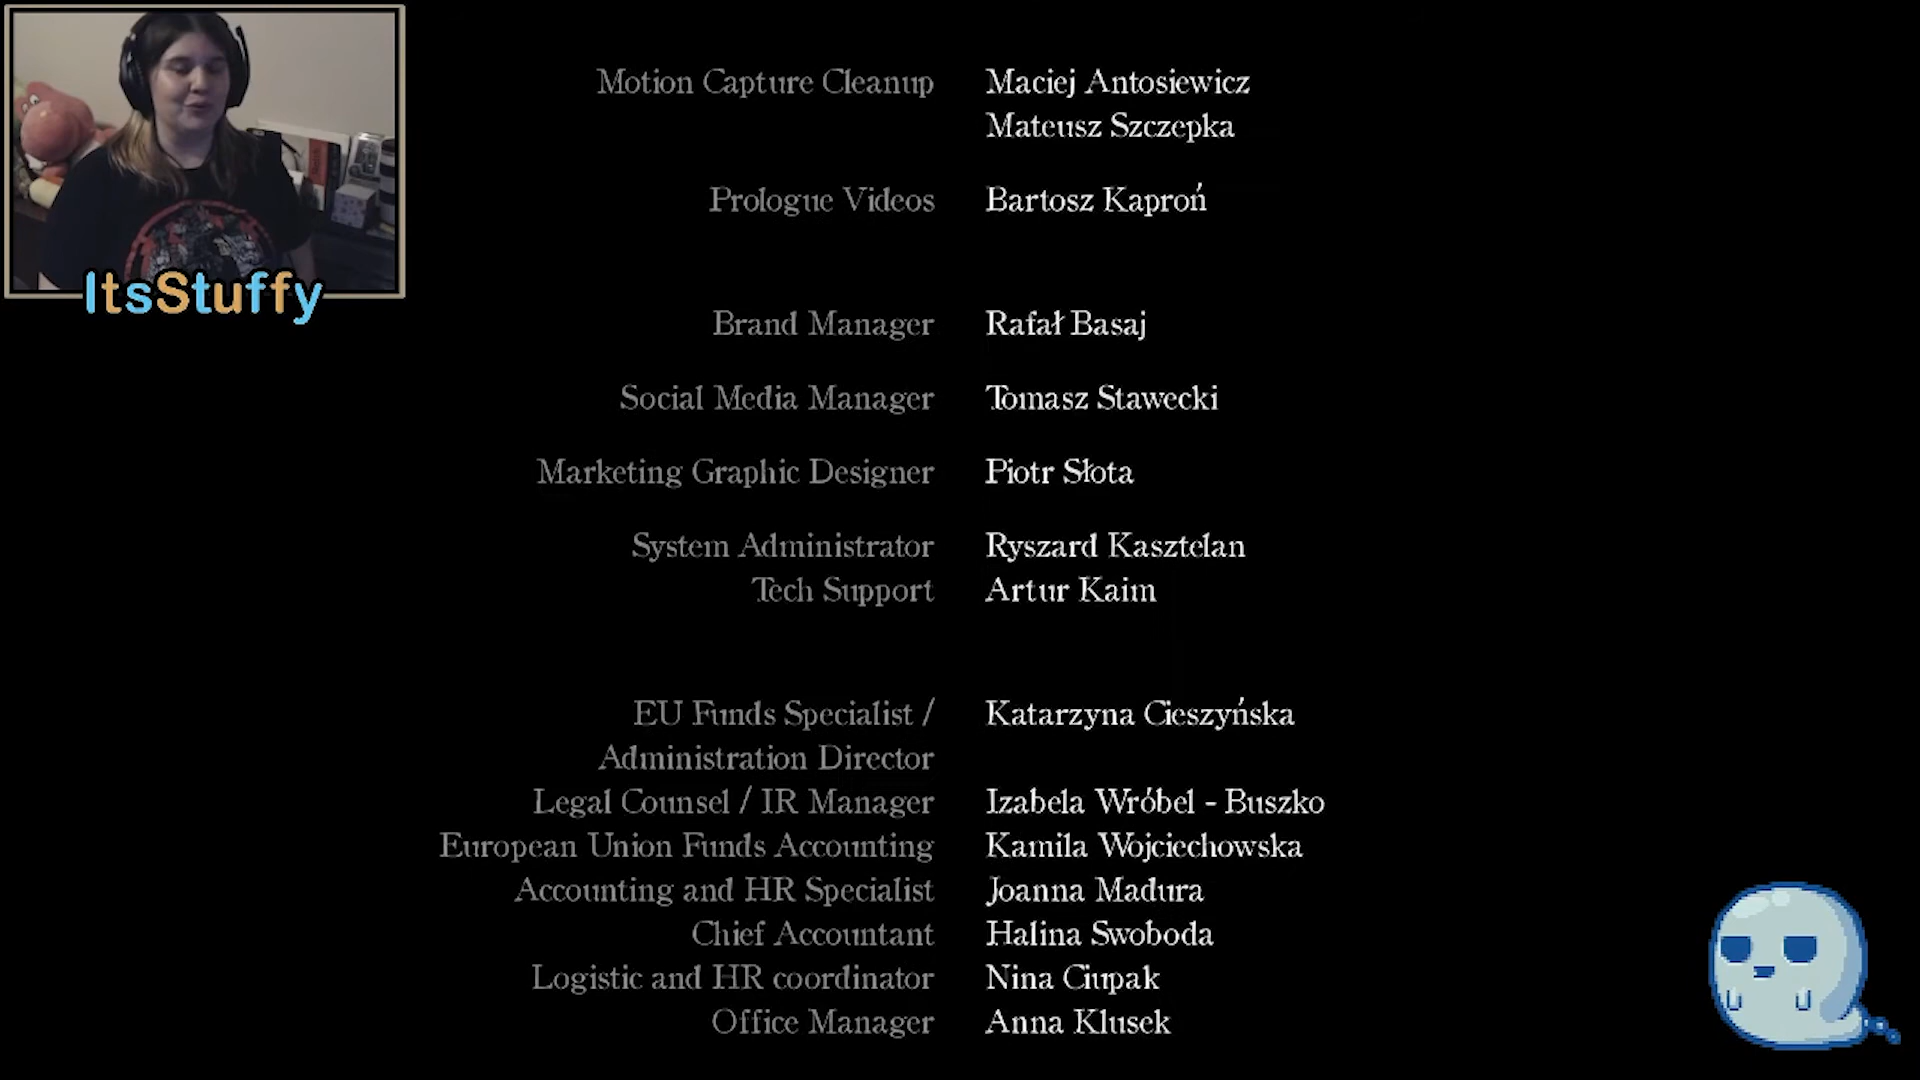 Motion Capture Cleanup Maciej Antosiewicz
Mateusz Szczepka
Prologue Videos Bartosz Kaproń
ItsStuffy
Brand Manager Rafał Basaj
Social Media Manager Tomasz Stawecki
Marketing Graphic Designer Piotr Słota
System Administrator Ryszard Kasztelan
Tech Support Artur Kaim
EU Funds Specialist / Katarzyna Cieszyńska
Administration Director
Legal Counsel / IR Manager Izabela Wróbel - Buszko
European Union Funds Accounting Kamila Wojciechowska
Accounting and HR Specialist Joanna Madura
Chief Accountant Halina Swoboda
Logistic and HR coordinator Nina Ciupak
Office Manager Anna Klusek